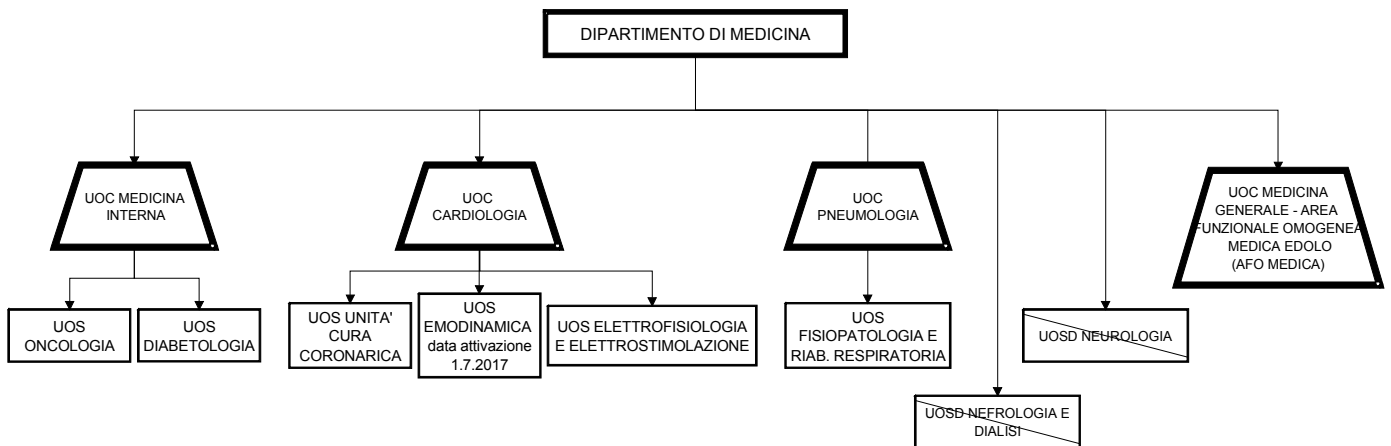 DIPARTIMENTO DI MEDICINA
UOC MEDICINA
INTERNA
UOC
CARDIOLOGIA
UOC
PNEUMOLOGIA
UOC MEDICINA
GENERALE - AREA
FUNZIONALE OMOGENEA
MEDICA EDOLO
(AFO MEDICA)
UOS
ONCOLOGIA
UOS
DIABETOLOGIA
UOS UNITA'
CURA
CORONARICA
UOS
EMODINAMICA
data attivazione
1.7.2017
UOS ELETTROFISIOLOGIA
E ELETTROSTIMOLAZIONE
UOS
FISIOPATOLOGIA E
RIAB. RESPIRATORIA
UOSD NEUROLOGIA
UOSD NEFROLOGIA E
DIALISI